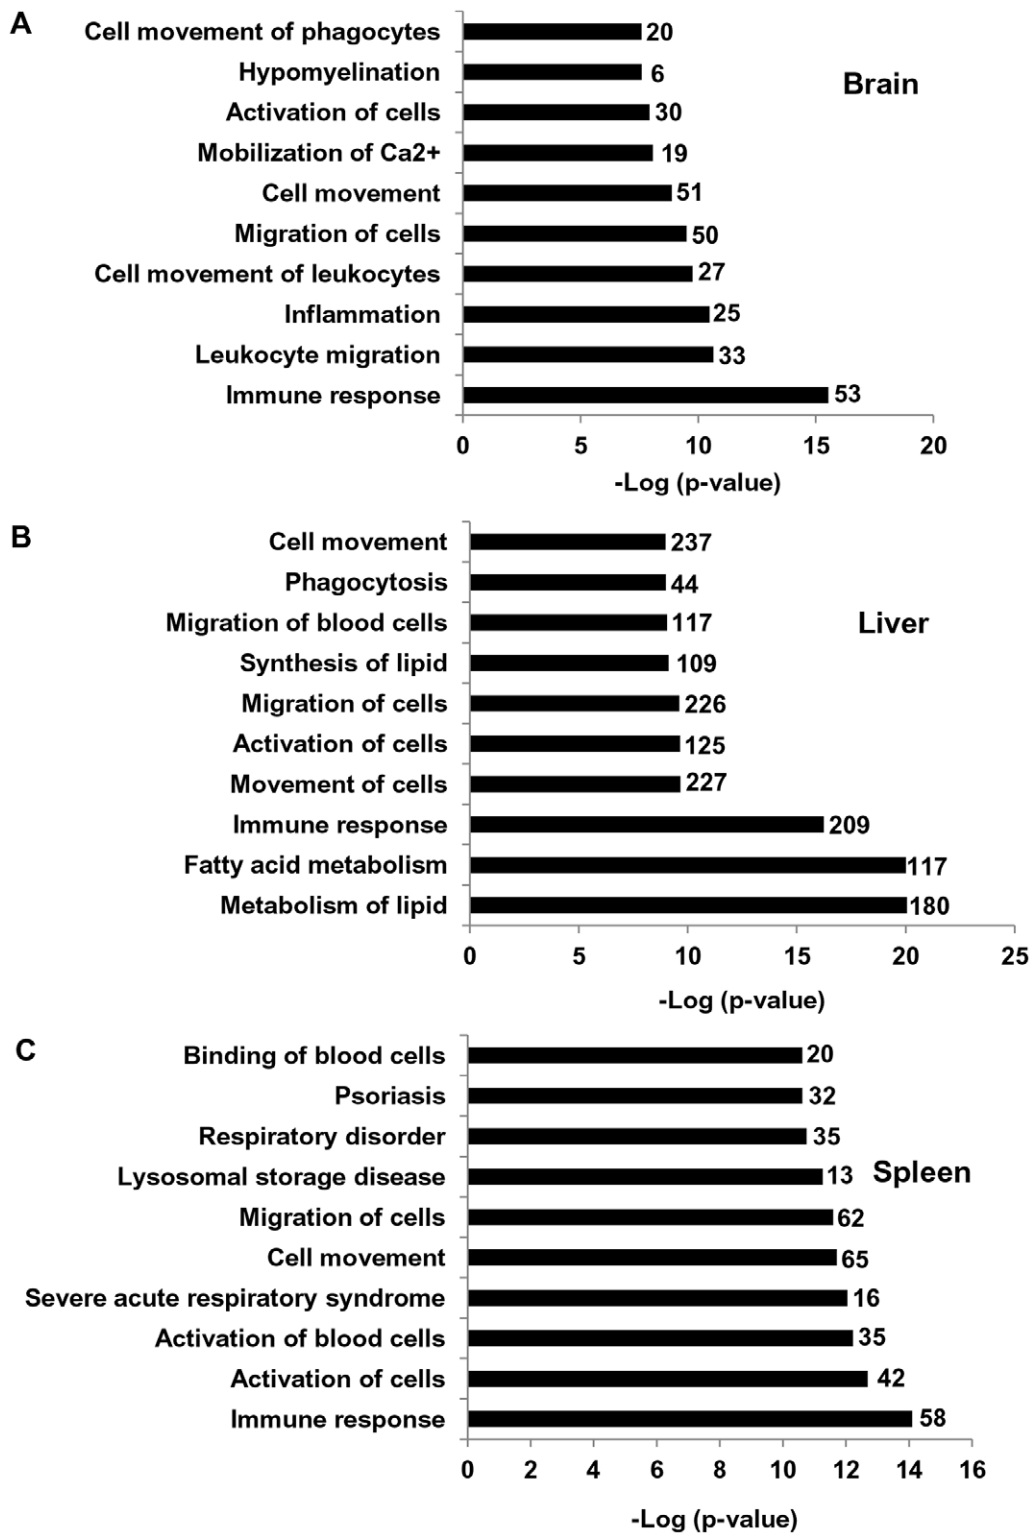 A
Cell movement of phagocytes 20
Hypomyelination 6
Brain
Activation of cells 30
Mobilization of Ca2+ 19
Cell movement 51
Migration of cells 50
Cell movement of leukocytes 27
Inflammation 25
Leukocyte migration 33
Immune response 53
0 5 10 15 20
-Log (p-value)
B
Cell movement 237
Phagocytosis 44
Migration of blood cells 117
Liver
Synthesis of lipid 109
Migration of cells 226
Activation of cells 125
Movement of cells 227
Immune response 209
Fatty acid metabolism 117
Metabolism of lipid 180
0 5 10 15 20 25
-Log (p-value)
C
Binding of blood cells 20
Psoriasis 32
Respiratory disorder 35
Lysosomal storage disease 13
Spleen
Migration of cells 62
Cell movement 65
Severe acute respiratory syndrome 16
Activation of blood cells 35
Activation of cells 42
Immune response 58
0 2 4 6 8 10 12 14 16
-Log (p-value)